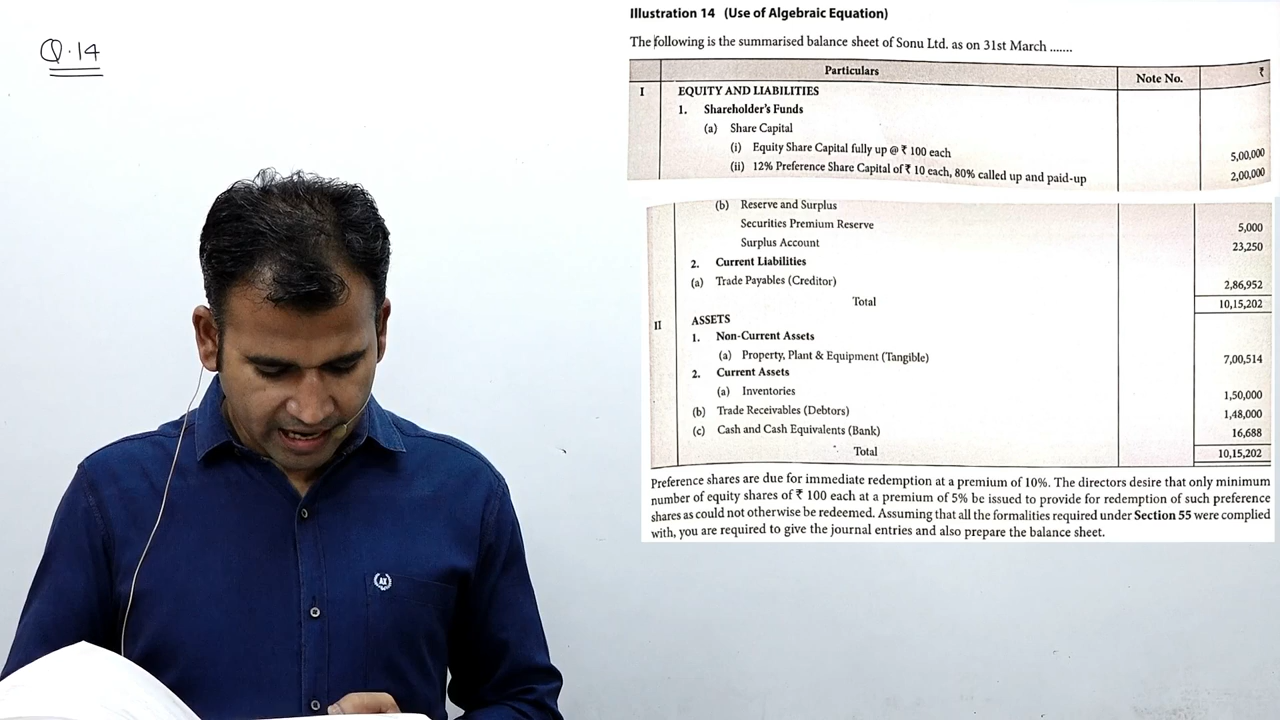 Q.14
Illustration 14 (Use of Algebraic Equation)
The following is the summarised balance sheet of Sonu Ltd. as on 31st March .......
Particulars Note No. ₹
I EQUITY AND LIABILITIES
1. Shareholder's Funds
(a) Share Capital
(i) Equity Share Capital fully up @ ₹ 100 each 5,00,000
(ii) 12% Preference Share Capital of ₹ 10 each, 80% called up and paid-up 2,00,000
(b) Reserve and Surplus
Securities Premium Reserve 5,000
Surplus Account 23,250
2. Current Liabilities
(a) Trade Payables (Creditor) 2,86,952
Total 10,15,202
II ASSETS
1. Non-Current Assets
(a) Property, Plant & Equipment (Tangible) 7,00,514
2. Current Assets
(a) Inventories 1,50,000
(b) Trade Receivables (Debtors) 1,48,000
(c) Cash and Cash Equivalents (Bank) 16,688
Total 10,15,202
Preference shares are due for immediate redemption at a premium of 10%. The directors desire that only minimum
number of equity shares of ₹ 100 each at a premium of 5% be issued to provide for redemption of such preference
shares as could not otherwise be redeemed. Assuming that all the formalities required under Section 55 were complied
with, you are required to give the journal entries and also prepare the balance sheet.
AX